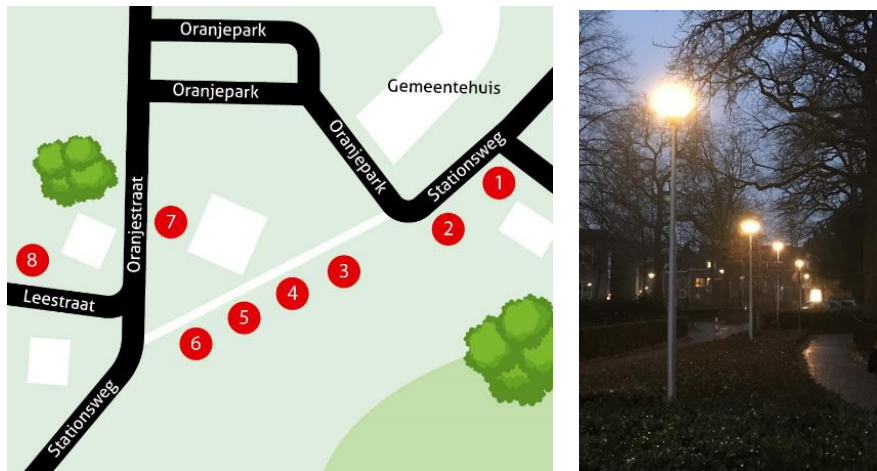 Oranjepark
Oranjepark
Gemeentehuis
Oranjepark
Stationsweg
1
2
7
Oranjestraat
8
3
4
Leestraat
5
6
Stationsweg